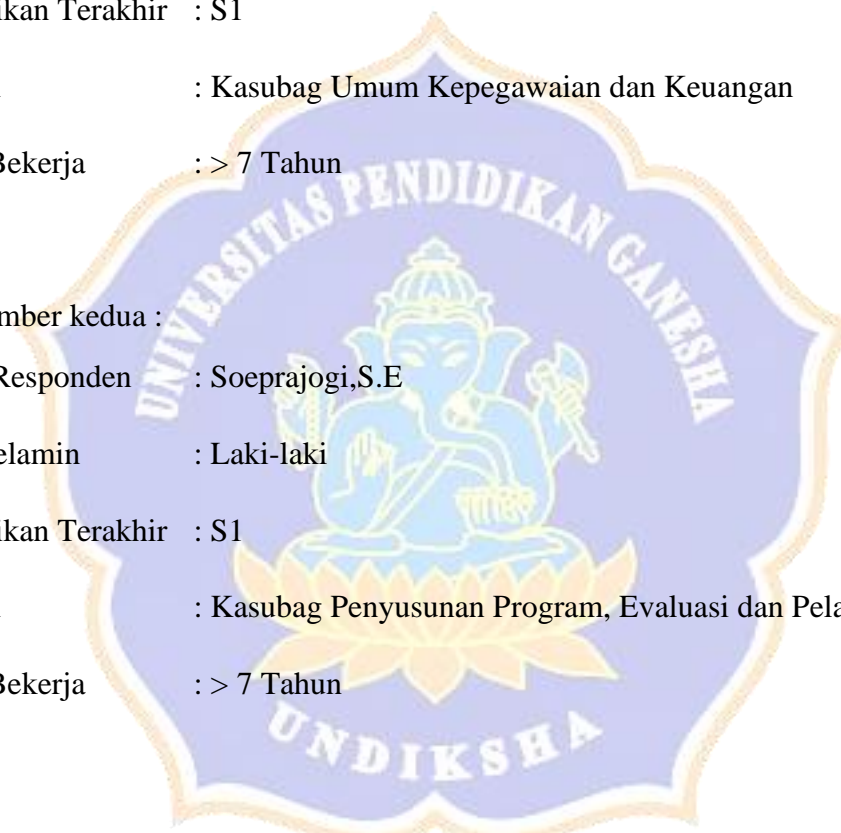 ikan Terakhir : S1
: Kasubag Umum Kepegawaian dan Keuangan
Bekerja : > 7 Tahun
UNIVERSITAS PENDIDIKAN GANESHA
mber kedua :
Responden : Soeprajogi,S.E
elamin : Laki-laki
ikan Terakhir : S1
: Kasubag Penyusunan Program, Evaluasi dan Pela
Bekerja : > 7 Tahun
UNDIKSHA